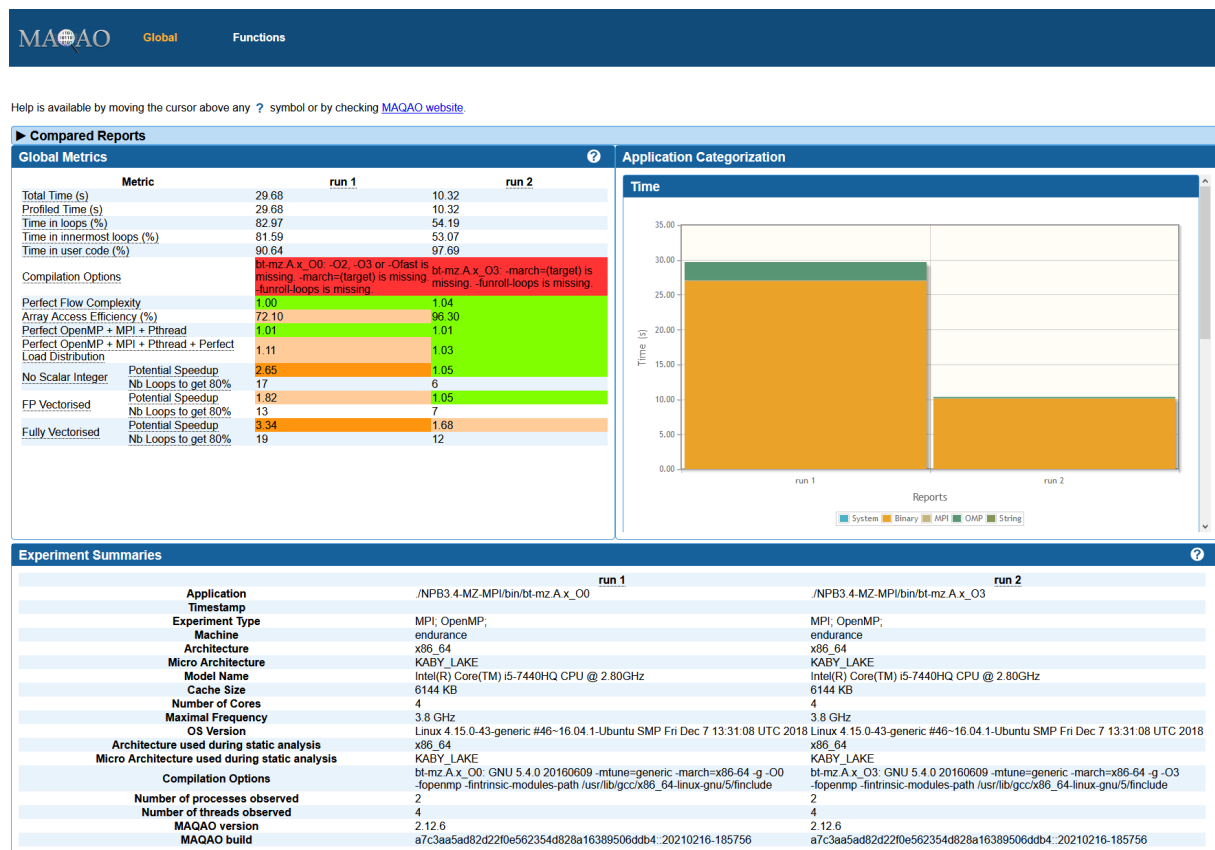 MAQAO Global Functions
Help is available by moving the cursor above any ? symbol or by checking MAQAO website.
▶ Compared Reports
Global Metrics ?
Metric run 1 run 2
Total Time (s) 29.68 10.32
Profiled Time (s) 29.68 10.32
Time in loops (%) 82.97 54.19
Time in innermost loops (%) 81.59 53.07
Time in user code (%) 90.64 97.69
Compilation Options
bt-mz.A.x_O0: -O2, -O3 or -Ofast is
missing. -march=(target) is missing.
-funroll-loops is missing.
bt-mz.A.x_O3: -march=(target) is
missing. -funroll-loops is missing.
Perfect Flow Complexity 1.00 1.04
Array Access Efficiency (%) 72.10 96.30
Perfect OpenMP + MPI + Pthread 1.01 1.01
Perfect OpenMP + MPI + Pthread + Perfect
Load Distribution
1.11 1.03
No Scalar Integer
Potential Speedup 2.65 1.05
Nb Loops to get 80% 17 6
FP Vectorised
Potential Speedup 1.82 1.05
Nb Loops to get 80% 13 7
Fully Vectorised
Potential Speedup 3.34 1.68
Nb Loops to get 80% 19 12
Application Categorization
Time
35.00
30.00
25.00
20.00
15.00
10.00
5.00
0.00
Time (s)
run 1 run 2
Reports
System Binary MPI OMP String
Experiment Summaries ?
run 1 run 2
Application ./NPB3.4-MZ-MPI/bin/bt-mz.A.x_O0 ./NPB3.4-MZ-MPI/bin/bt-mz.A.x_O3
Timestamp
Experiment Type MPI; OpenMP; MPI; OpenMP;
Machine endurance endurance
Architecture x86_64 x86_64
Micro Architecture KABY_LAKE KABY_LAKE
Model Name Intel(R) Core(TM) i5-7440HQ CPU @ 2.80GHz Intel(R) Core(TM) i5-7440HQ CPU @ 2.80GHz
Cache Size 6144 KB 6144 KB
Number of Cores 4 4
Maximal Frequency 3.8 GHz 3.8 GHz
OS Version Linux 4.15.0-43-generic #46~16.04.1-Ubuntu SMP Fri Dec 7 13:31:08 UTC 2018 Linux 4.15.0-43-generic #46~16.04.1-Ubuntu SMP Fri Dec 7 13:31:08 UTC 2018
Architecture used during static analysis x86_64 x86_64
Micro Architecture used during static analysis KABY_LAKE KABY_LAKE
Compilation Options
bt-mz.A.x_O0: GNU 5.4.0 20160609 -mtune=generic -march=x86-64 -g -O0
-fopenmp -fintrinsic-modules-path /usr/lib/gcc/x86_64-linux-gnu/5/finclude
bt-mz.A.x_O3: GNU 5.4.0 20160609 -mtune=generic -march=x86-64 -g -O3
-fopenmp -fintrinsic-modules-path /usr/lib/gcc/x86_64-linux-gnu/5/finclude
Number of processes observed 2 2
Number of threads observed 4 4
MAQAO version 2.12.6 2.12.6
MAQAO build a7c3aa5ad82d22f0e562354d828a16389506ddb4::20210216-185756 a7c3aa5ad82d22f0e562354d828a16389506ddb4::20210216-185756